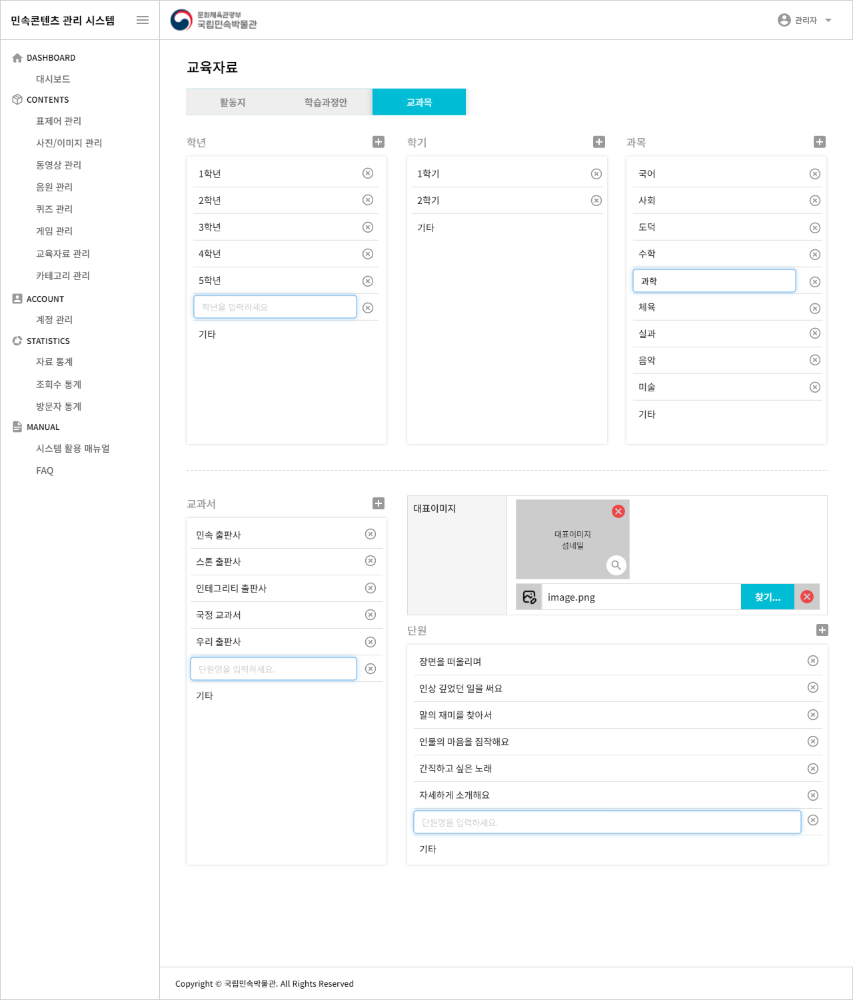 민속콘텐츠 관리 시스템
문화체육관광부
국립민속박물관
관리자
DASHBOARD
대시보드
CONTENTS
표제어 관리
사진/이미지 관리
동영상 관리
음원 관리
퀴즈 관리
게임 관리
교육자료 관리
카테고리 관리
ACCOUNT
계정 관리
STATISTICS
자료 통계
조회수 통계
방문자 통계
MANUAL
시스템 활용 매뉴얼
FAQ
교육자료
활동지
학습과정안
교과목
학년
1학년
2학년
3학년
4학년
5학년
학년을 입력하세요
기타
학기
1학기
2학기
기타
과목
국어
사회
도덕
수학
과학
체육
실과
음악
미술
기타
교과서
민속 출판사
스톤 출판사
인테그리티 출판사
국정 교과서
우리 출판사
단원명을 입력하세요.
기타
대표이미지
대표이미지
섬네일
image.png
찾기...
단원
장면을 떠올리며
인상 깊었던 일을 써요
말의 재미를 찾아서
인물의 마음을 짐작해요
간직하고 싶은 노래
자세하게 소개해요
단원명을 입력하세요.
기타
Copyright © 국립민속박물관. All Rights Reserved